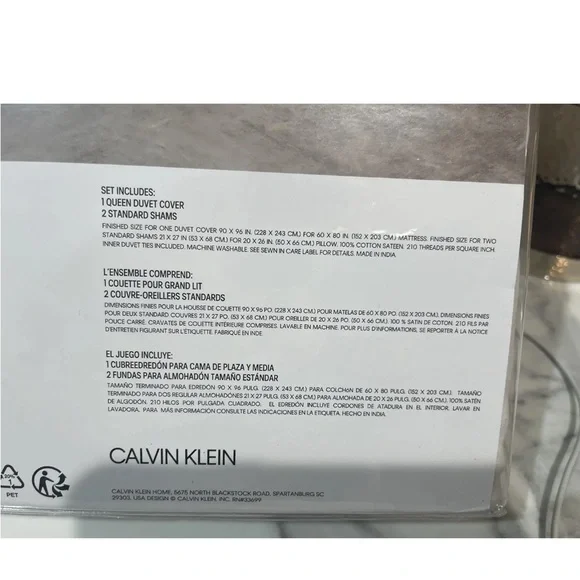 SET INCLUDES:
1 QUEEN DUVET COVER
2 STANDARD SHAMS
FINISHED SIZE FOR ONE DUVET COVER 90 X 96 IN. (228 X 243 CM.) FOR 60 X 80 IN. (152 X 203 CM.) MATTRESS. FINISHED SIZE FOR TWO
STANDARD SHAMS 21 X 27 IN (53 X 68 CM.) FOR 20 X 26 IN. (50 X 66 CM.) PILLOW. 100% COTTON SATEEN. 210 THREADS PER SQUARE INCH.
INNER DUVET TIES INCLUDED. MACHINE WASHABLE. SEE SEWN IN CARE LABEL FOR DETAILS. MADE IN INDIA.
L'ENSEMBLE COMPREND:
1 COUETTE POUR GRAND LIT
2 COUVRE-OREILLERS STANDARDS
DIMENSIONS FINIES POUR LA HOUSSE DE COUETTE 90 X 96 PO. (228 X 243 CM.) POUR MATELAS DE 60 X 80 PO. (152 X 203 CM.). DIMENSIONS FINIES
POUR DEUX STANDARD COUVRES 21 X 27 PO. (53 X 68 CM.) POUR OREILLER DE 20 X 26 PO. (50 X 66 CM.). 100 % SATIN DE COTON. 210 FILS PAR
POUCE CARRÉ. CRAVATES DE COUETTE INTÉRIEURE COMPRISES. LAVABLE EN MACHINE. POUR PLUS D'INFORMATIONS, SE REPORTER À LA NOTICE
D'ENTRETIEN FIGURANT SUR L'ÉTIQUETTE. FABRIQUÉ EN INDE.
EL JUEGO INCLUYE:
1 CUBREEDREDÓN PARA CAMA DE PLAZA Y MEDIA
2 FUNDAS PARA ALMOHADÓN TAMAÑO ESTÁNDAR
TAMAÑO TERMINADO PARA EDREDÓN 90 X 96 PULG. (228 X 243 CM.) PARA COLCHÓN DE 60 X 80 PULG. (152 X 203 CM.). TAMAÑO
TERMINADO PARA DOS REGULAR ALMOHADONES 21 X 27 PULG. (53 X 68 CM.) PARA ALMOHADA DE 20 X 26 PULG. (50 X 66 CM.). 100% SATÉN
DE ALGODÓN. 210 HILOS POR PULGADA CUADRADO. EL EDREDÓN INCLUYE CORDONES DE ATADURA EN EL INTERIOR. LAVAR EN
LAVADORA. PARA MÁS INFORMACIÓN CONSULTE LAS INDICACIONES EN LA ETIQUETA. HECHO EN INDIA.
CALVIN KLEIN
PET
CALVIN KLEIN HOME, 5675 NORTH BLACKSTOCK ROAD, SPARTANBURG SC
29303, USA DESIGN © CALVIN KLEIN, INC. RN#33699